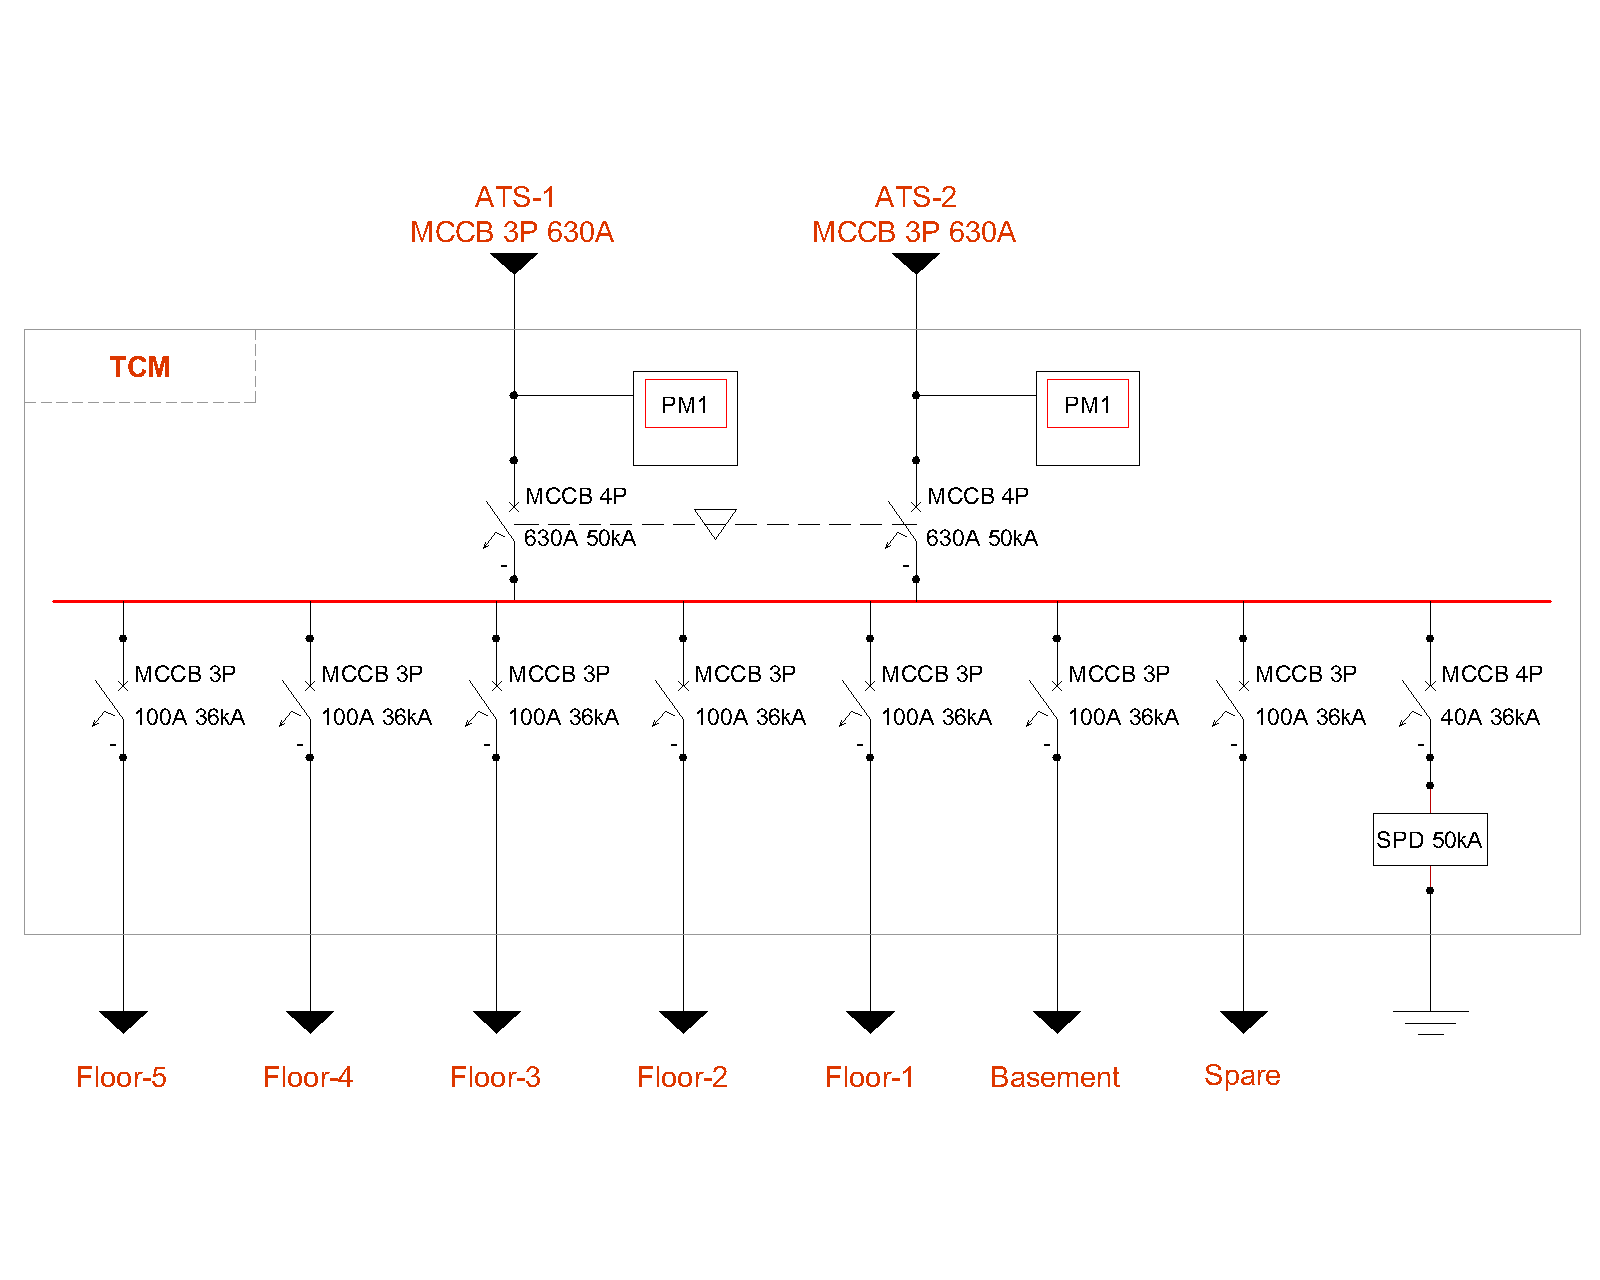 ATS-1
MCCB 3P 630A
ATS-2
MCCB 3P 630A
TCM
PM1
PM1
MCCB 4P
630A 50kA
-
MCCB 4P
630A 50kA
-
MCCB 3P
100A 36kA
-
MCCB 3P
100A 36kA
-
MCCB 3P
100A 36kA
-
MCCB 3P
100A 36kA
-
MCCB 3P
100A 36kA
-
MCCB 3P
100A 36kA
-
MCCB 3P
100A 36kA
-
MCCB 4P
40A 36kA
-
SPD 50kA
Floor-5
Floor-4
Floor-3
Floor-2
Floor-1
Basement
Spare